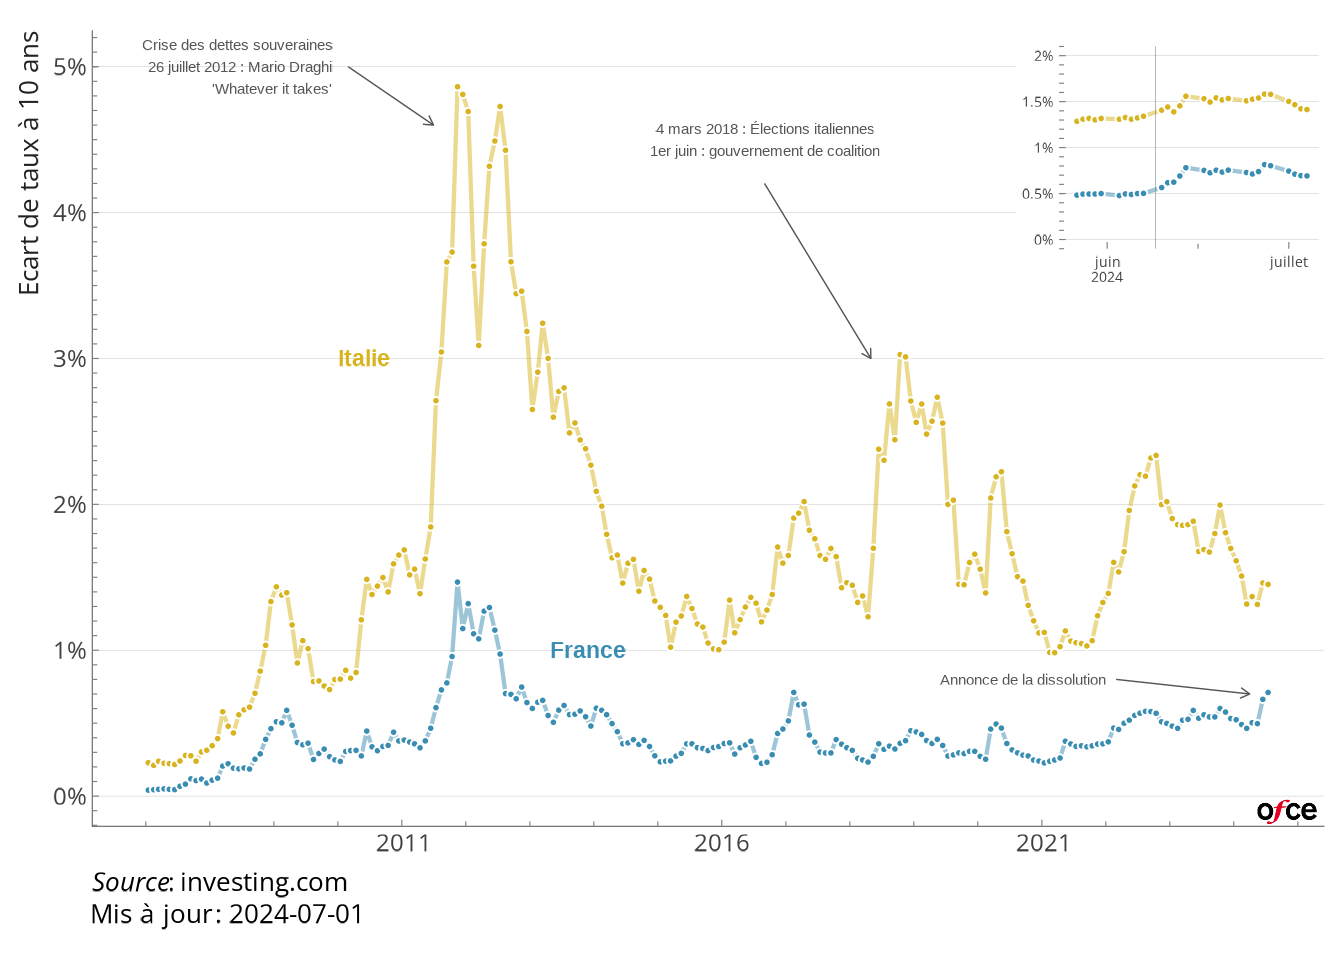 Ecart de taux à 10 ans
Crise des dettes souveraines
26 juillet 2012 : Mario Draghi
'Whatever it takes'
4 mars 2018 : Élections italiennes
1er juin : gouvernement de coalition
5%
4%
3%
2%
1%
0%
Italie
France
Annonce de la dissolution
2%
1.5%
1%
0.5%
0%
juin
2024
juillet
ofce
2011
2016
2021
Source: investing.com
Mis à jour : 2024-07-01